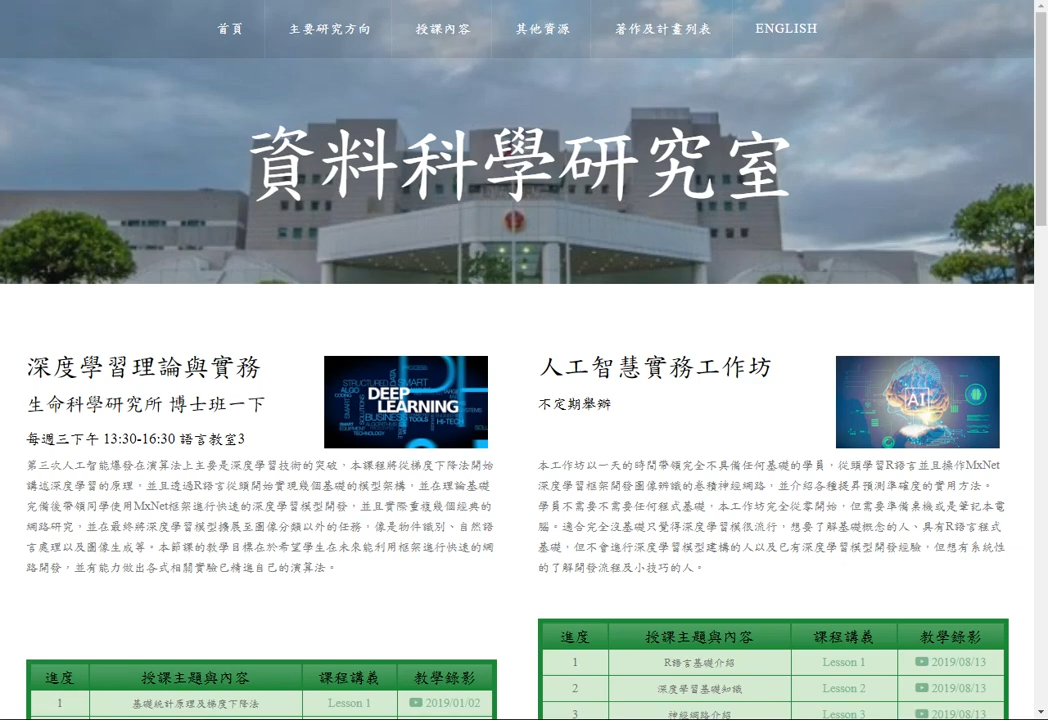 首頁
主要研究方向
授課內容
其他資源
著作及計畫列表
ENGLISH
資料科學研究室
深度學習理論與實務
生命科學研究所 博士班一下
每週三下午 13:30-16:30 語言教室3
DEEP
LEARNING
第三次人工智能爆發在演算法上主要是深度學習技術的突破，本課程將從梯度下降法開始
講述深度學習的原理，並且透過R語言從頭開始實現幾個基礎的模型架構，並在理論基礎
完備後帶領同學使用MxNet框架進行快速的深度學習模型開發，並且實際重複幾個經典的
網路研究，並在最終將深度學習模型擴展至圖像分類以外的任務，像是物件識別、自然語
言處理以及圖像生成等。本節課的教學目標在於希望學生在未來能利用框架進行快速的網
路開發，並有能力做出各式相關實驗已精進自己的演算法。
進度
授課主題與內容
課程講義
教學錄影
1
基礎統計原理及梯度下降法
Lesson 1
2019/01/02
人工智慧實務工作坊
不定期舉辦
AI
本工作坊以一天的時間帶領完全不具備任何基礎的學員，從頭學習R語言並且操作MxNet
深度學習框架開發圖像辨識的卷積神經網路，並介紹各種提昇預測準確度的實用方法。
學員不需要不需要任何程式基礎，本工作坊完全從零開始，但需要準備桌機或是筆記本電
腦。適合完全沒基礎只覺得深度學習模很流行，想要了解基礎概念的人、具有R語言程式
基礎，但不會進行深度學習模型建構的人以及已有深度學習模型開發經驗，但想有系統性
的了解開發流程及小技巧的人。
進度
授課主題與內容
課程講義
教學錄影
1
R語言基礎介紹
Lesson 1
2019/08/13
2
深度學習基礎知識
Lesson 2
2019/08/13
3
神經網路介紹
Lesson 3
2019/08/13